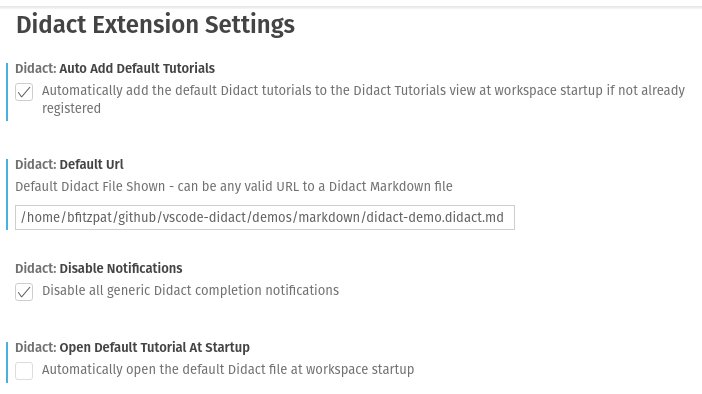 Didact Extension Settings
Didact: Auto Add Default Tutorials
Automatically add the default Didact tutorials to the Didact Tutorials view at workspace startup if not already
registered
Didact: Default Url
Default Didact File Shown - can be any valid URL to a Didact Markdown file
/home/bfitzpat/github/vscode-didact/demos/markdown/didact-demo.didact.md
Didact: Disable Notifications
Disable all generic Didact completion notifications
Didact: Open Default Tutorial At Startup
Automatically open the default Didact file at workspace startup